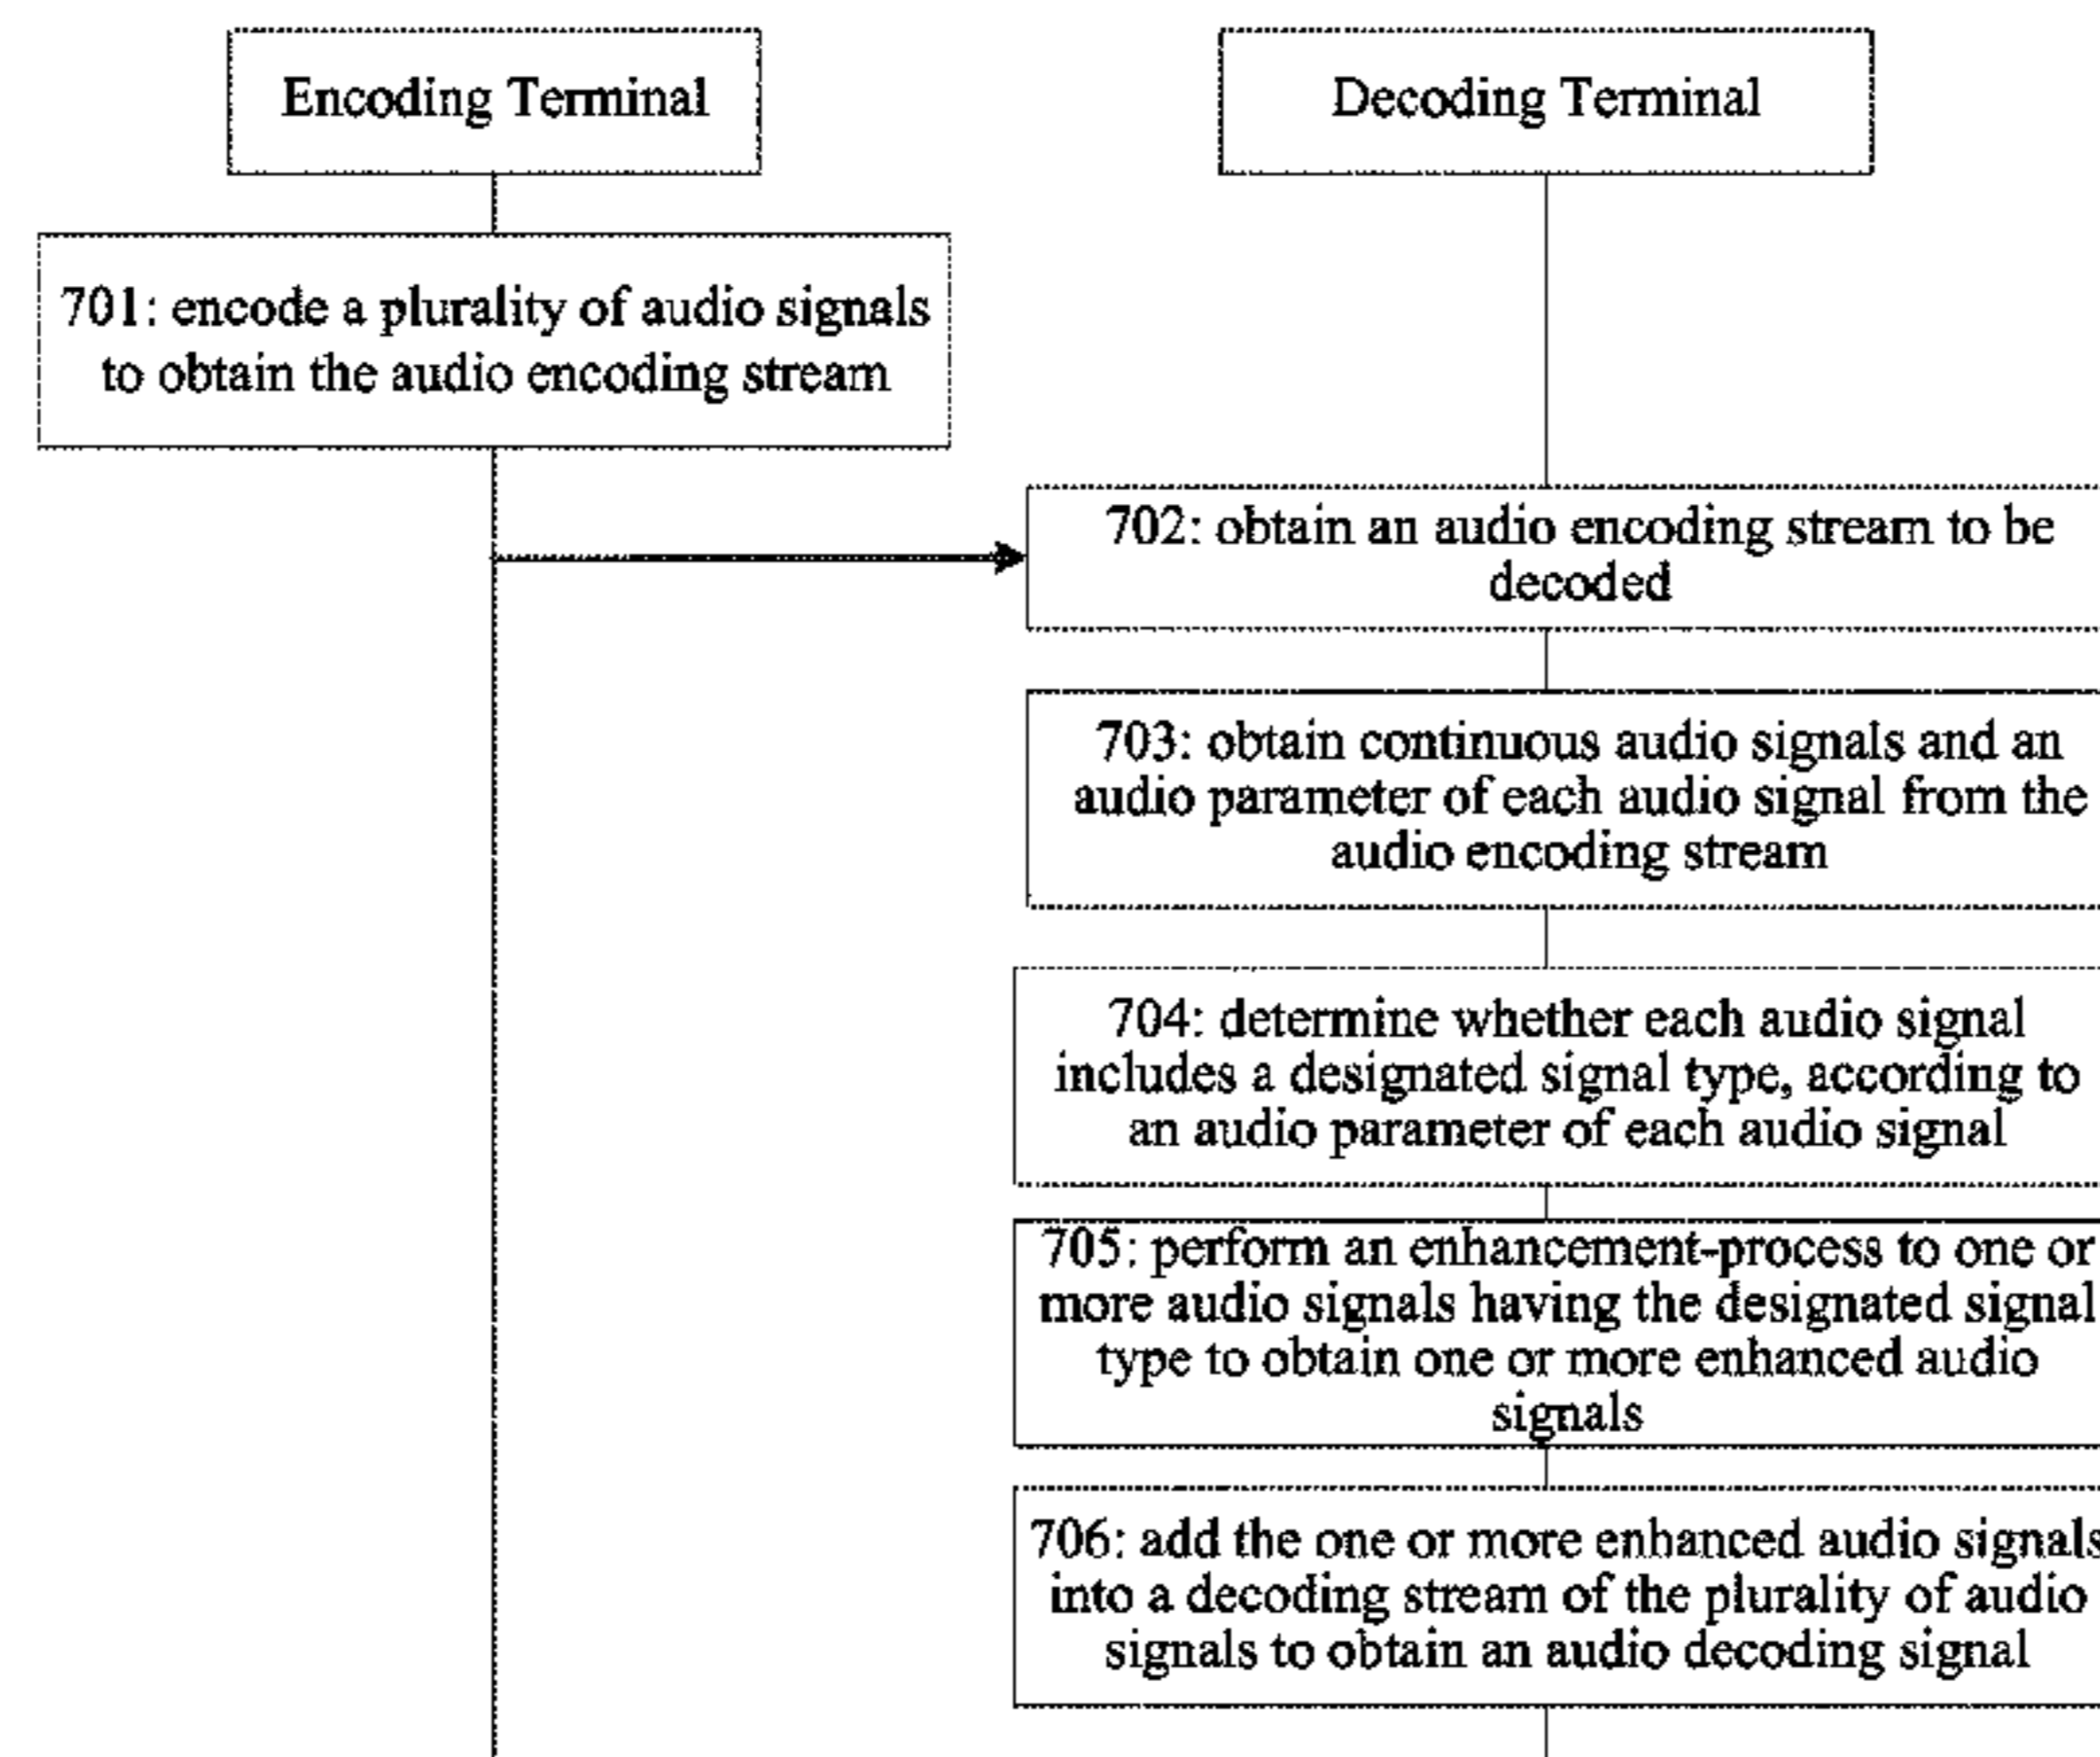 Encoding Terminal
Decoding Terminal
701: encode a plurality of audio signals
to obtain the audio encoding stream
702: obtain an audio encoding stream to be
decoded
703: obtain continuous audio signals and an
audio parameter of each audio signal from the
audio encoding stream
704: determine whether each audio signal
includes a designated signal type, according to
an audio parameter of each audio signal
705: perform an enhancement-process to one or
more audio signals having the designated signal
type to obtain one or more enhanced audio
signals
706: add the one or more enhanced audio signals
into a decoding stream of the plurality of audio
signals to obtain an audio decoding signal